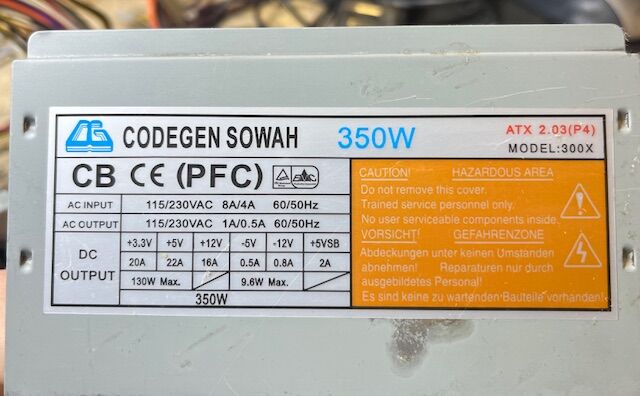 CODEGEN SOWAH 350W ATX 2.03(P4)
MODEL:300X
CB CE (PFC)
AC INPUT 115/230VAC 8A/4A 60/50Hz
AC OUTPUT 115/230VAC 1A/0.5A 60/50Hz
DC OUTPUT
+3.3V +5V +12V -5V -12V +5VSB
20A 22A 16A 0.5A 0.8A 2A
130W Max. 9.6W Max.
350W
CAUTION! HAZARDOUS AREA
Do not remove this cover.
Trained service personnel only.
No user serviceable components inside.
VORSICHT! GEFAHRENZONE
Abdeckungen unter keinen Umstanden
abnehmen! Reparaturen nur durch
ausgebildetes Personal!
Es sind keine zu wartenden Bauteile vorhanden!